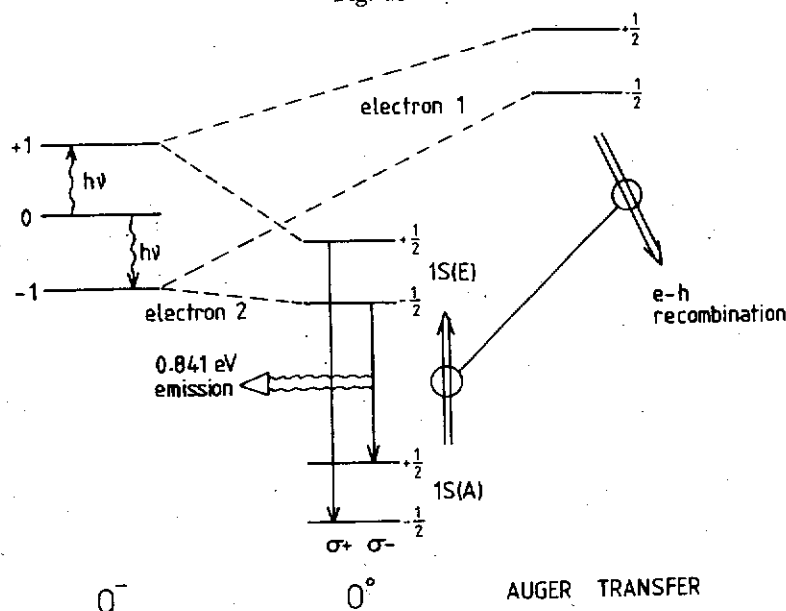 +1/2
-1/2
electron 1
+1
hν
0
hν
-1
electron 2
+1/2
1S(E)
-1/2
e-h
recombination
0.841 eV
emission
+1/2
1S(A)
-1/2
σ+ σ-
O⁻
O°
AUGER TRANSFER